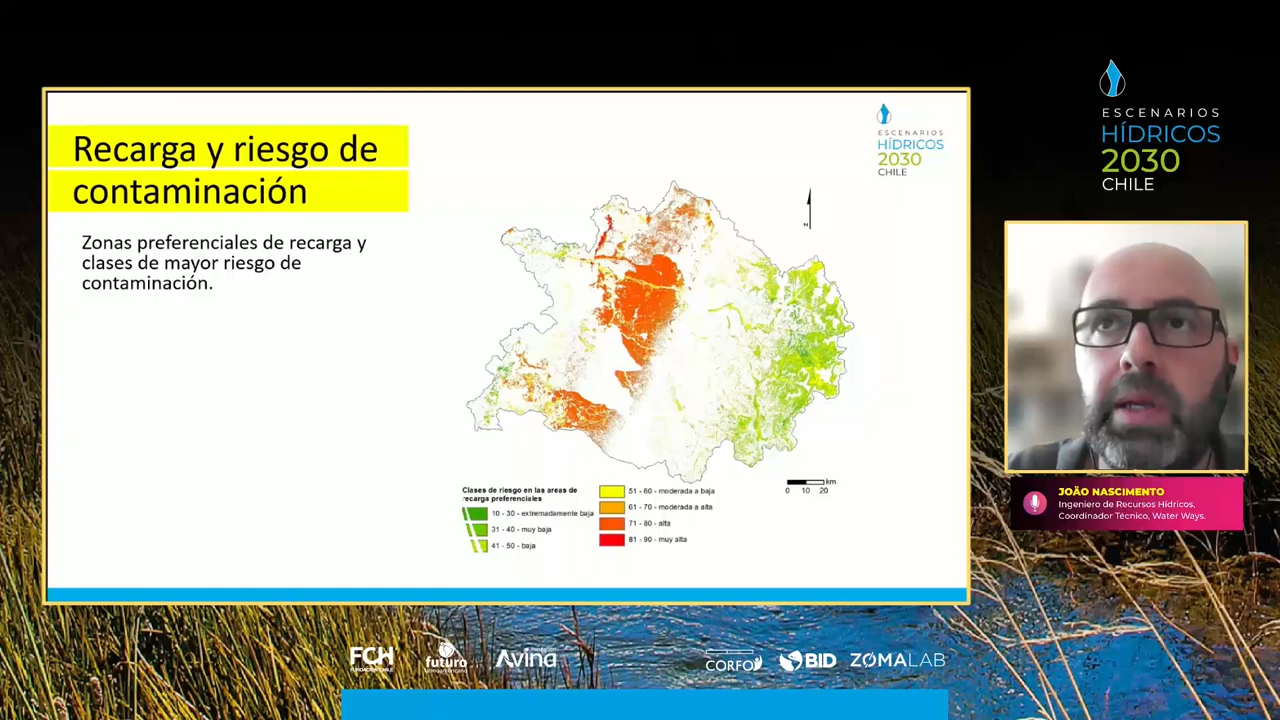 Recarga y riesgo de
contaminación
Zonas preferenciales de recarga y
clases de mayor riesgo de
contaminación.
ESCENARIOS
HÍDRICOS
2030
CHILE
N
km
0 10 20
Clases de riesgo en las areas de
recarga preferenciales
10 - 30 - extremadamente baja
31 - 40 - muy baja
41 - 50 - baja
51 - 60 - moderada a baja
61 - 70 - moderada a alta
71 - 80 - alta
81 - 90 - muy alta
ESCENARIOS
HÍDRICOS
2030
CHILE
JOÃO NASCIMENTO
Ingeniero de Recursos Hídricos,
Coordinador Técnico, Water Ways.
FCH
FUNDACIÓN CHILE
futuro
latinoamericano
Fundación
Avina
CORFO
BID
ZOMALAB